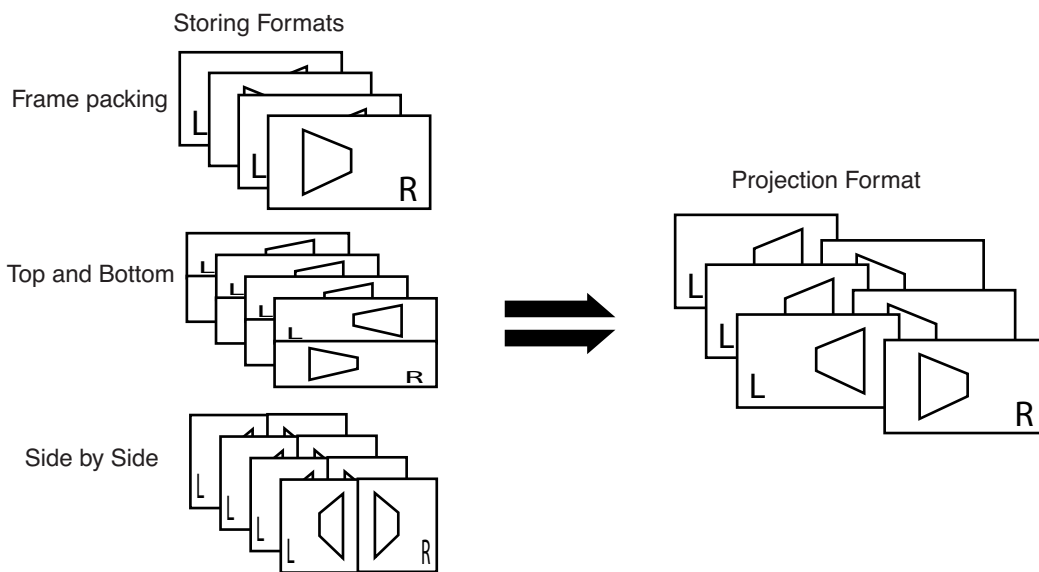 Storing Formats
Frame packing
L
L
R
Top and Bottom
L
L
L
L
R
Side by Side
L
L
L
L
R
Projection Format
L
L
L
R